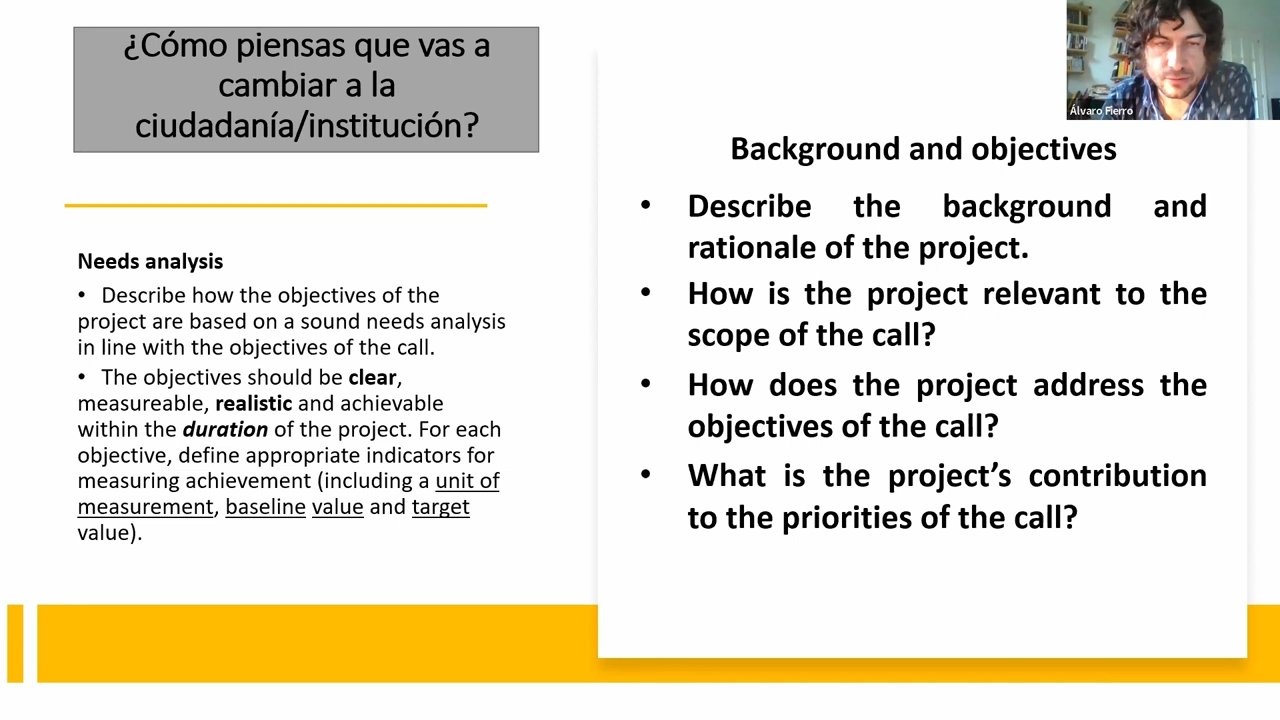 ¿Cómo piensas que vas a
cambiar a la
ciudadanía/institución?
Needs analysis
• Describe how the objectives of the
project are based on a sound needs analysis
in line with the objectives of the call.
• The objectives should be clear,
measureable, realistic and achievable
within the duration of the project. For each
objective, define appropriate indicators for
measuring achievement (including a unit of
measurement, baseline value and target
value).
Álvaro Fierro
Background and objectives
• Describe the background and
rationale of the project.
• How is the project relevant to the
scope of the call?
• How does the project address the
objectives of the call?
• What is the project’s contribution
to the priorities of the call?